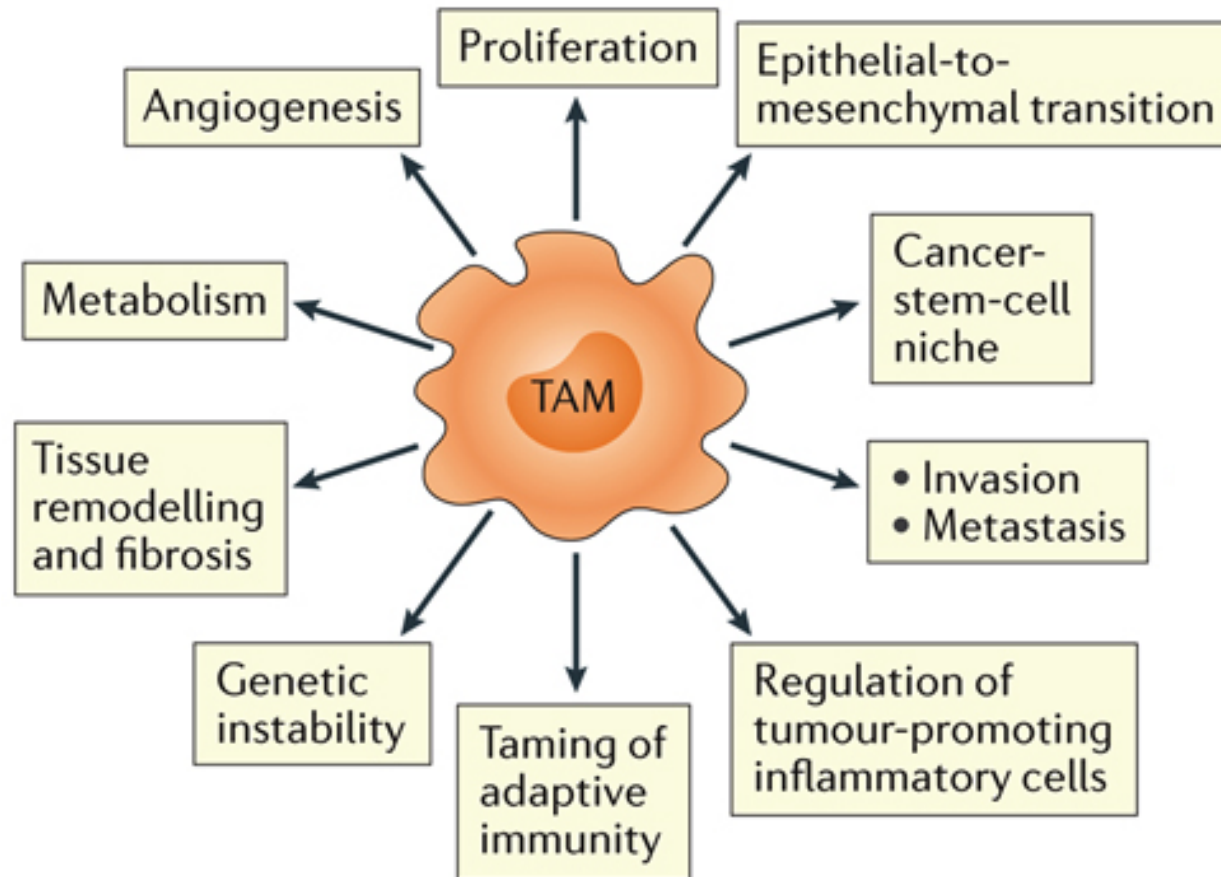 Proliferation
Epithelial-to-
mesenchymal transition
Angiogenesis
Cancer-
stem-cell
niche
Metabolism
TAM
Tissue
remodelling
and fibrosis
• Invasion
• Metastasis
Genetic
instability
Taming of
adaptive
immunity
Regulation of
tumour-promoting
inflammatory cells